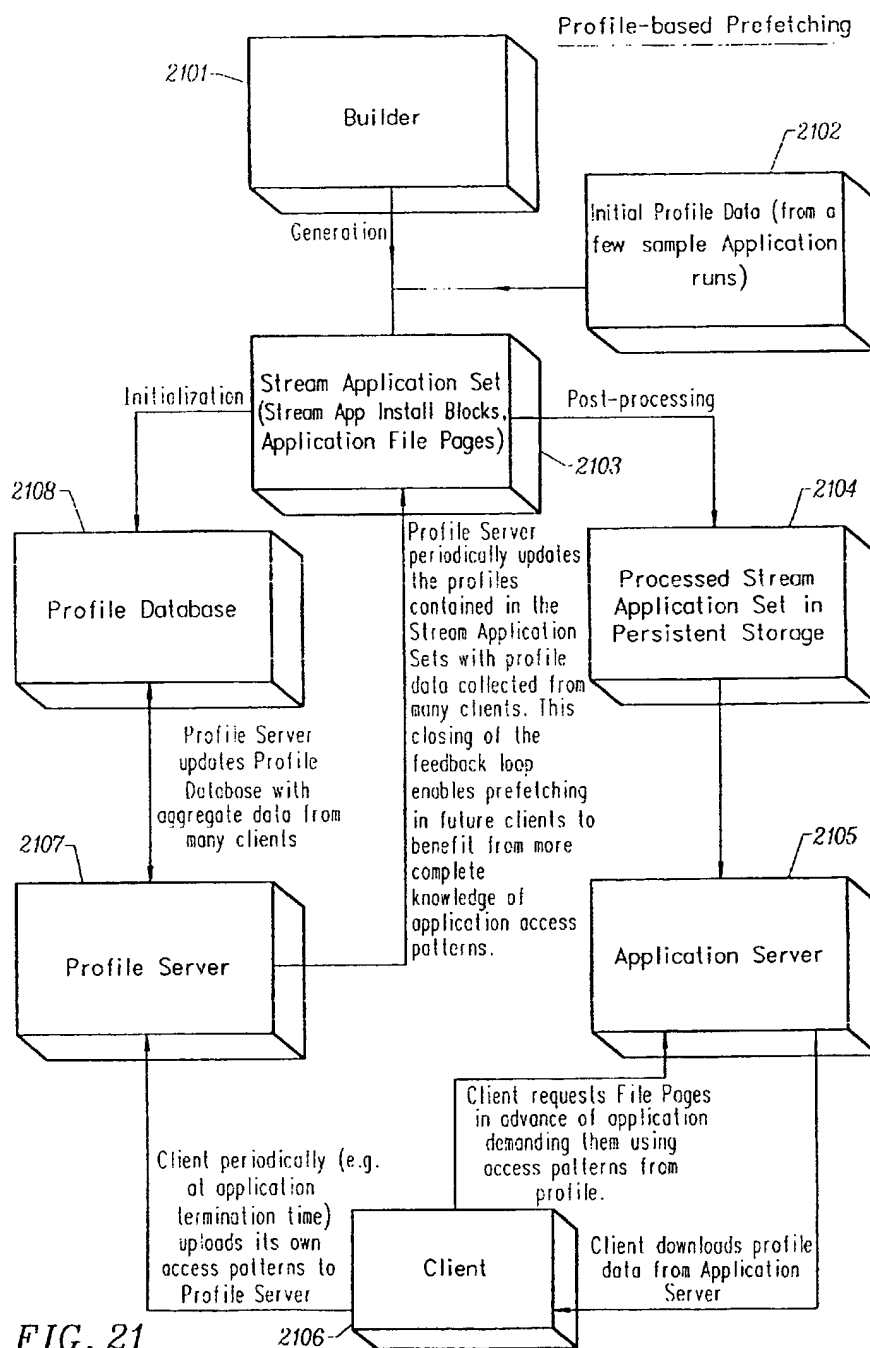 Profile-based Prefetching
2101
Builder
2102
Initial Profile Data (from a
few sample Application
runs)
Generation
Stream Application Set
(Stream App Install Blocks,
Application File Pages)
Initialization
Post-processing
2103
2108
2104
Profile Database
Profile Server
periodically updates
the profiles
contained in the
Stream Application
Sets with profile
data collected from
many clients. This
closing of the
feedback loop
enables prefetching
in future clients to
benefit from more
complete
knowledge of
application access
patterns.
Processed Stream
Application Set in
Persistent Storage
Profile Server
updates Profile
Database with
aggregate data from
many clients
2107
2105
Profile Server
Application Server
Client requests File Pages
in advance of application
demanding them using
access patterns from
profile.
Client periodically (e.g.
at application
termination time)
uploads its own
access patterns to
Profile Server
Client
Client downloads profile
data from Application
Server
FIG. 21
2106